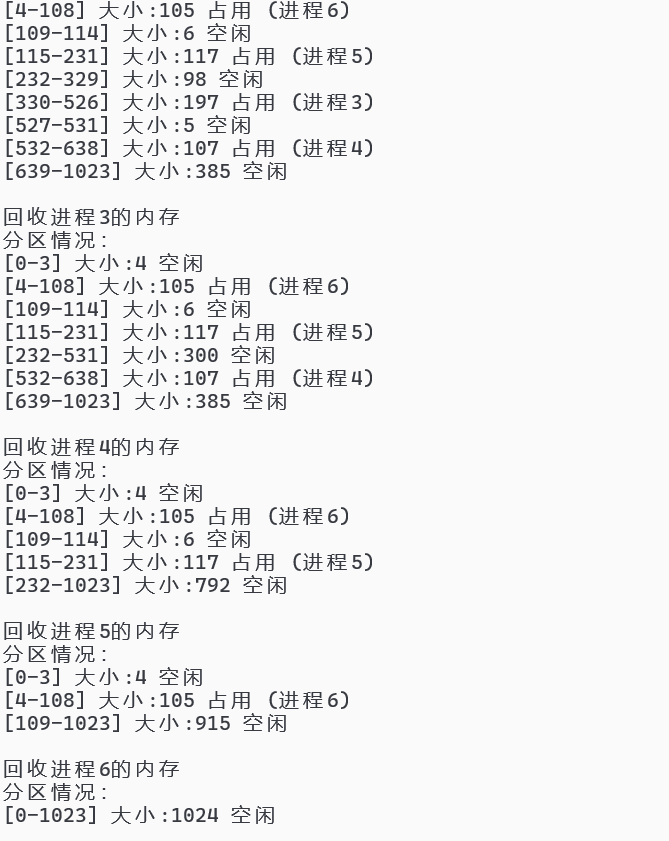 [4-108] 大小:105 占用 (进程6)
[109-114] 大小:6 空闲
[115-231] 大小:117 占用 (进程5)
[232-329] 大小:98 空闲
[330-526] 大小:197 占用 (进程3)
[527-531] 大小:5 空闲
[532-638] 大小:107 占用 (进程4)
[639-1023] 大小:385 空闲
回收进程3的内存
分区情况:
[0-3] 大小:4 空闲
[4-108] 大小:105 占用 (进程6)
[109-114] 大小:6 空闲
[115-231] 大小:117 占用 (进程5)
[232-531] 大小:300 空闲
[532-638] 大小:107 占用 (进程4)
[639-1023] 大小:385 空闲
回收进程4的内存
分区情况:
[0-3] 大小:4 空闲
[4-108] 大小:105 占用 (进程6)
[109-114] 大小:6 空闲
[115-231] 大小:117 占用 (进程5)
[232-1023] 大小:792 空闲
回收进程5的内存
分区情况:
[0-3] 大小:4 空闲
[4-108] 大小:105 占用 (进程6)
[109-1023] 大小:915 空闲
回收进程6的内存
分区情况:
[0-1023] 大小:1024 空闲